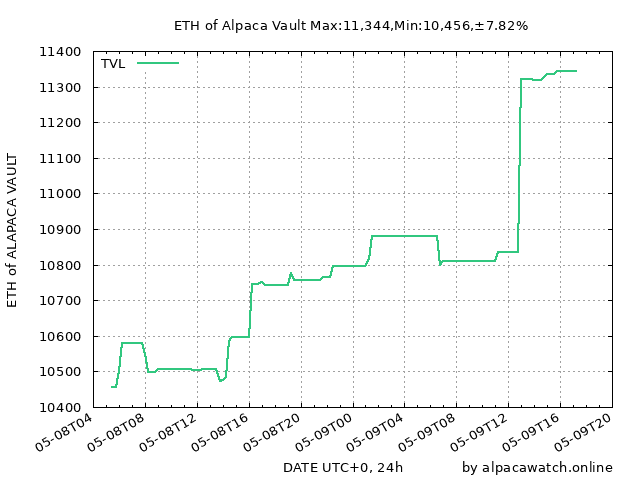 ETH of Alpaca Vault Max:11,344,Min:10,456,±7.82%
TVL
ETH of ALAPACA VAULT
11400
11300
11200
11100
11000
10900
10800
10700
10600
10500
10400
05-08T04
05-08T08
05-08T12
05-08T16
05-08T20
05-09T00
05-09T04
05-09T08
05-09T12
05-09T16
05-09T20
DATE UTC+0, 24h
by alpacawatch.online